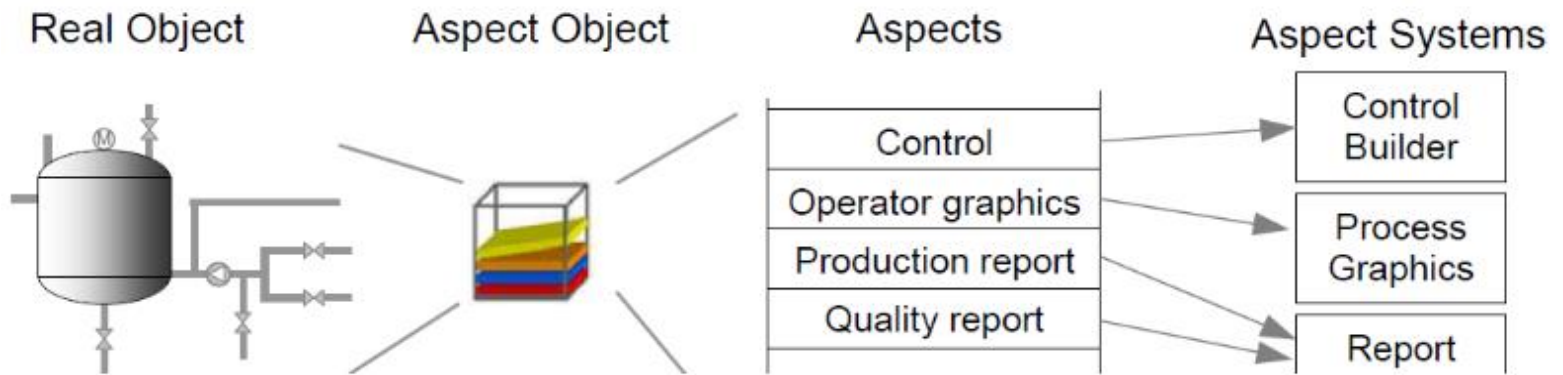 Real Object
Aspect Object
Aspects
Aspect Systems
M
Control
Operator graphics
Production report
Quality report
Control
Builder
Process
Graphics
Report